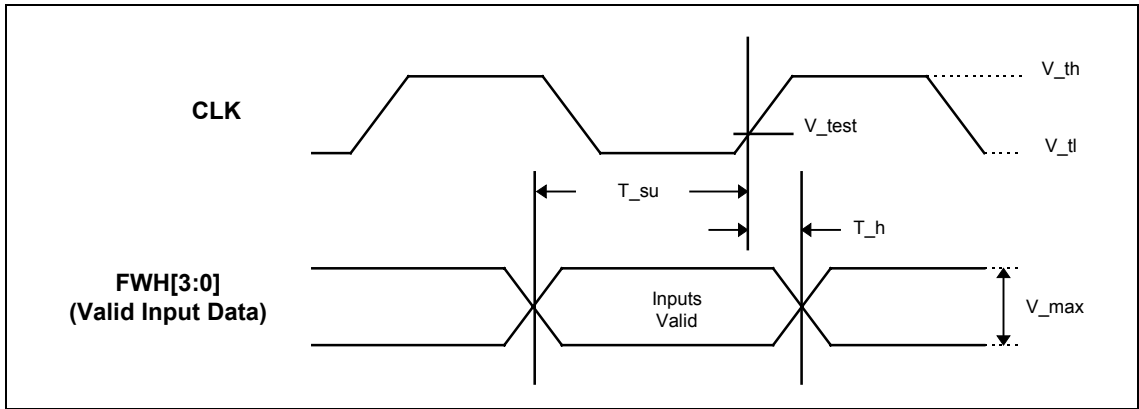 V_th
CLK
V_test
V_tl
T_su
T_h
FWH[3:0]
(Valid Input Data)
Inputs
Valid
V_max